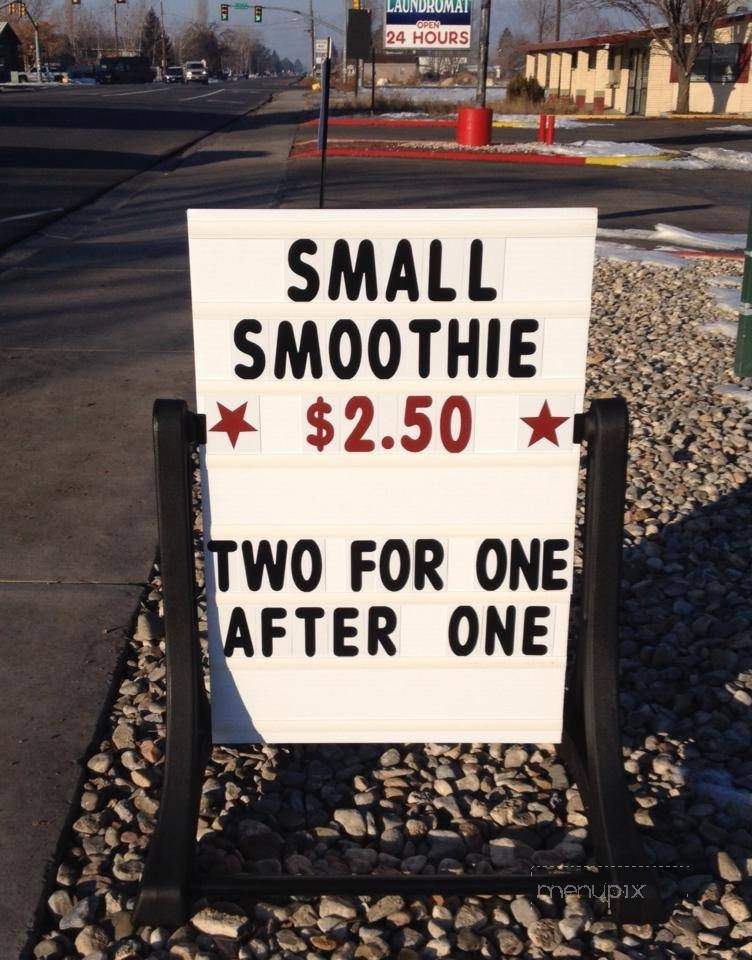 LAUNDROMAT
OPEN
24 HOURS
SMALL
SMOOTHIE
$2.50
TWO FOR ONE
AFTER ONE
menupix